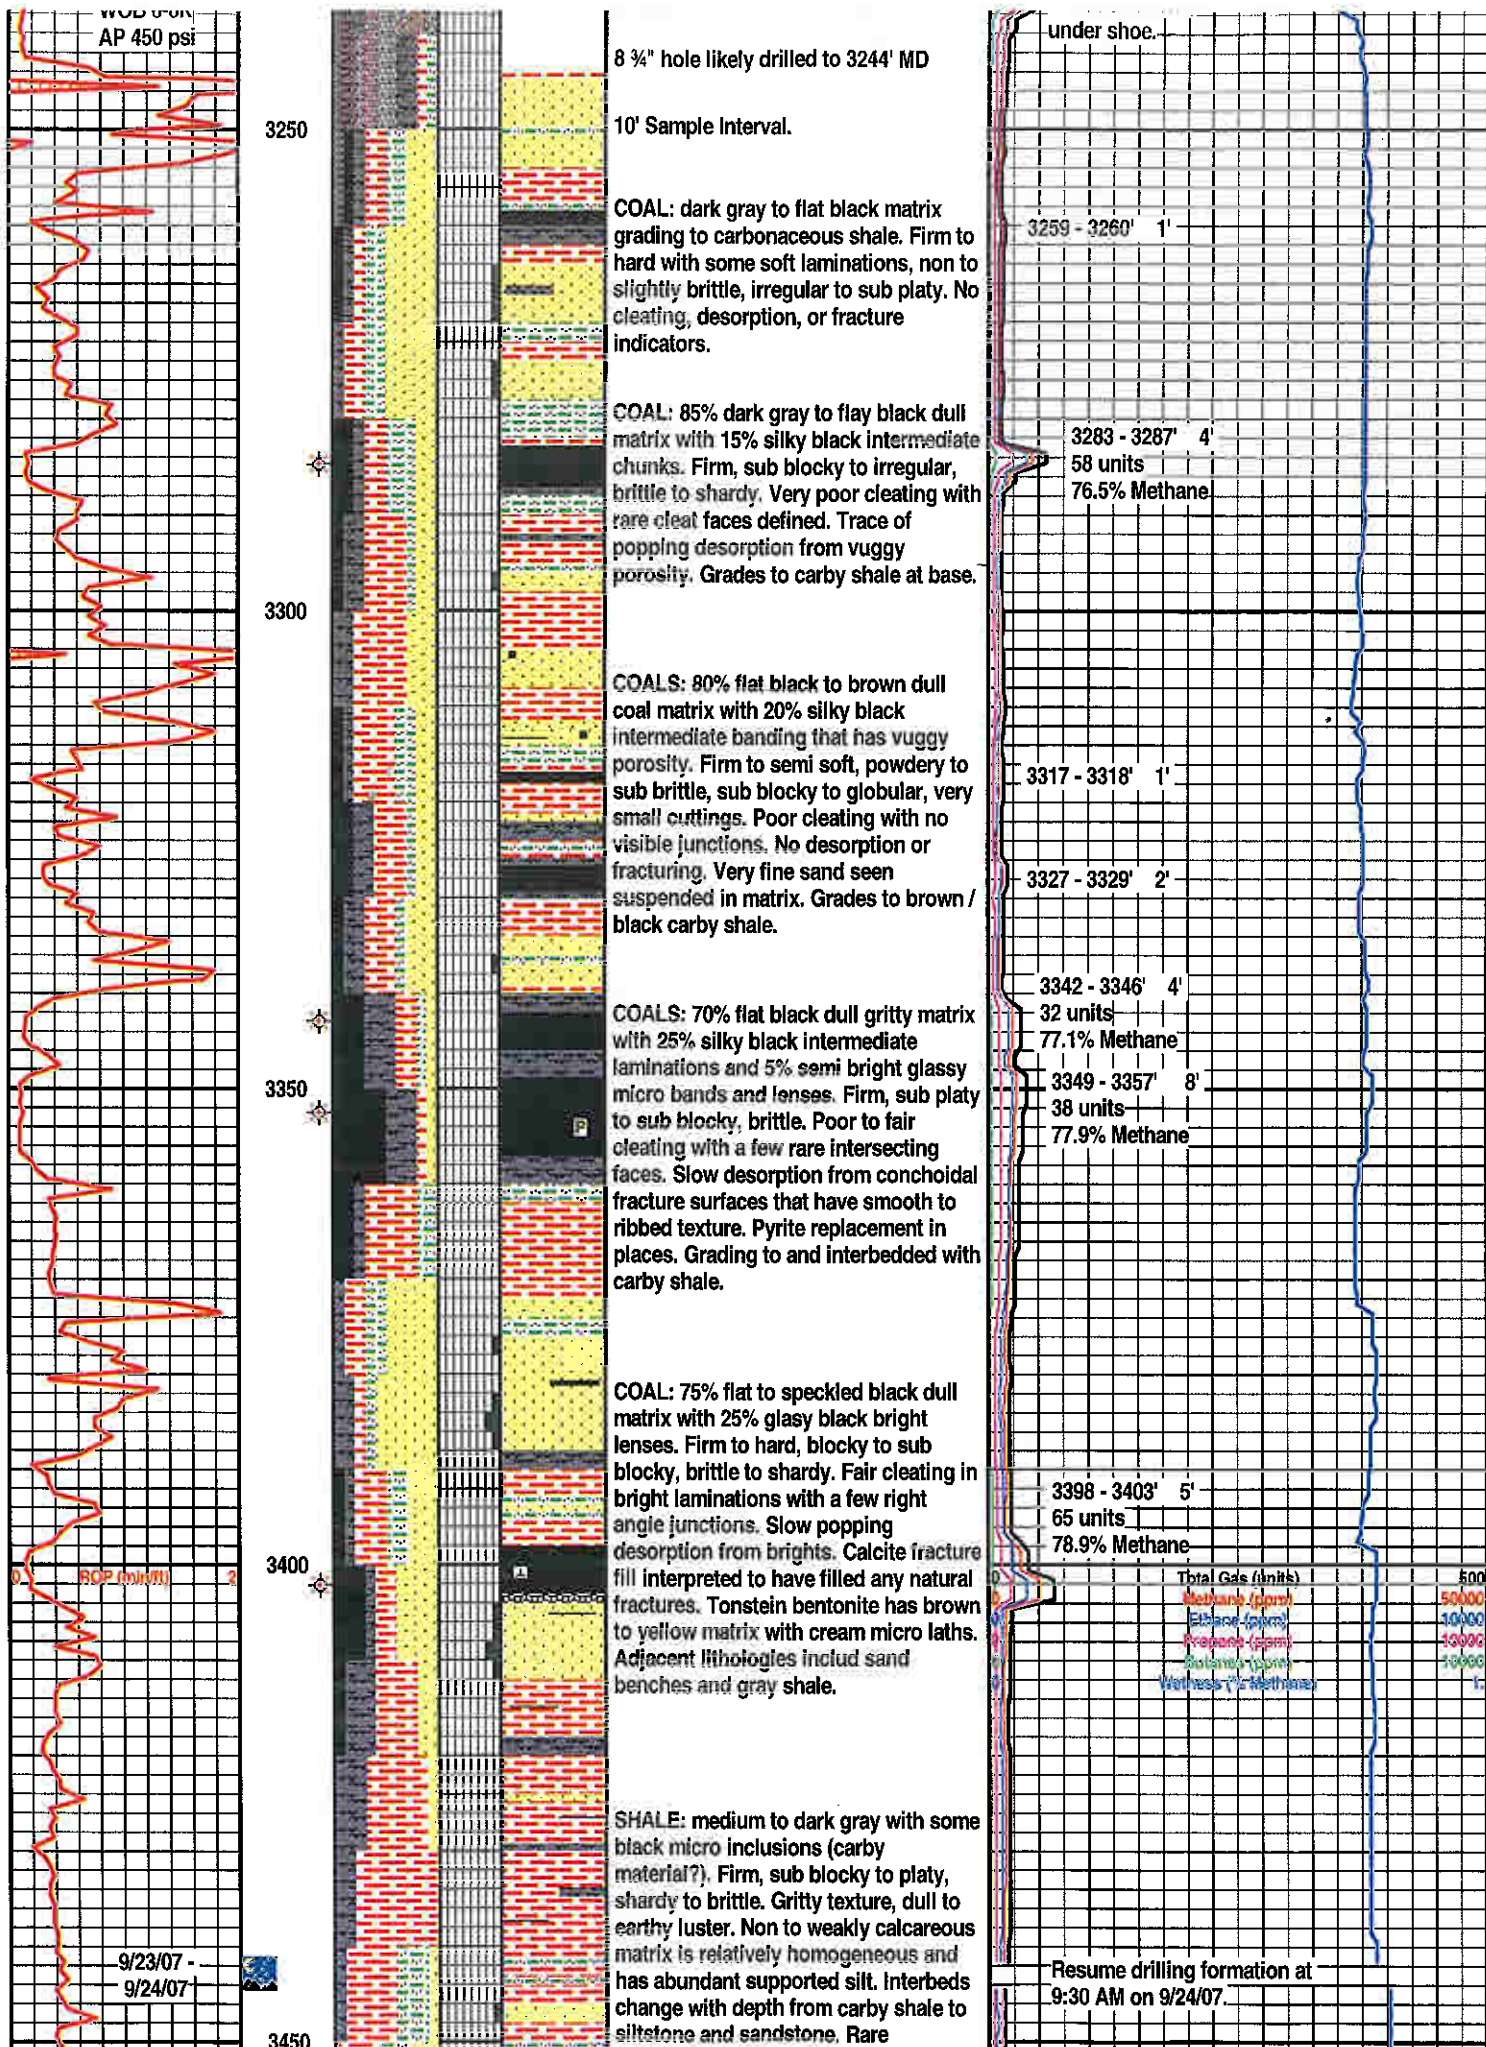 AP 450 psi
3250
3300
3350
3400
0 ROP (min/ft) 2
9/23/07 -
9/24/07
3450
8 ¾" hole likely drilled to 3244' MD
10' Sample Interval.
COAL: dark gray to flat black matrix
grading to carbonaceous shale. Firm to
hard with some soft laminations, non to
slightly brittle, irregular to sub platy. No
cleating, desorption, or fracture
indicators.
COAL: 85% dark gray to flay black dull
matrix with 15% silky black intermediate
chunks. Firm, sub blocky to irregular,
brittle to shardy. Very poor cleating with
rare cleat faces defined. Trace of
popping desorption from vuggy
porosity. Grades to carby shale at base.
COALS: 80% flat black to brown dull
coal matrix with 20% silky black
intermediate banding that has vuggy
porosity. Firm to semi soft, powdery to
sub brittle, sub blocky to globular, very
small cuttings. Poor cleating with no
visible junctions. No desorption or
fracturing. Very fine sand seen
suspended in matrix. Grades to brown /
black carby shale.
COALS: 70% flat black dull gritty matrix
with 25% silky black intermediate
laminations and 5% semi bright glassy
micro bands and lenses. Firm, sub platy
to sub blocky, brittle. Poor to fair
cleating with a few rare intersecting
faces. Slow desorption from conchoidal
fracture surfaces that have smooth to
ribbed texture. Pyrite replacement in
places. Grading to and interbedded with
carby shale.
P
COAL: 75% flat to speckled black dull
matrix with 25% glasy black bright
lenses. Firm to hard, blocky to sub
blocky, brittle to shardy. Fair cleating in
bright laminations with a few right
angle junctions. Slow popping
desorption from brights. Calcite fracture
fill interpreted to have filled any natural
fractures. Tonstein bentonite has brown
to yellow matrix with cream micro laths.
Adjacent lithologies includ sand
benches and gray shale.
SHALE: medium to dark gray with some
black micro inclusions (carby
material?). Firm, sub blocky to platy,
shardy to brittle. Gritty texture, dull to
earthy luster. Non to weakly calcareous
matrix is relatively homogeneous and
has abundant supported silt. Interbeds
change with depth from carby shale to
siltstone and sandstone. Rare
under shoe.
3259 - 3260' 1'
3283 - 3287' 4'
58 units
76.5% Methane
3317 - 3318' 1'
3327 - 3329' 2'
3342 - 3346' 4'
32 units
77.1% Methane
3349 - 3357' 8'
38 units
77.9% Methane
3398 - 3403' 5'
65 units
78.9% Methane
0 Total Gas (units) 500
Methane (ppm) 50000
Ethane (ppm) 10000
Propane (ppm) 10000
Butanes (ppm) 10000
Wetness (% Methane) 1.
Resume drilling formation at
9:30 AM on 9/24/07.